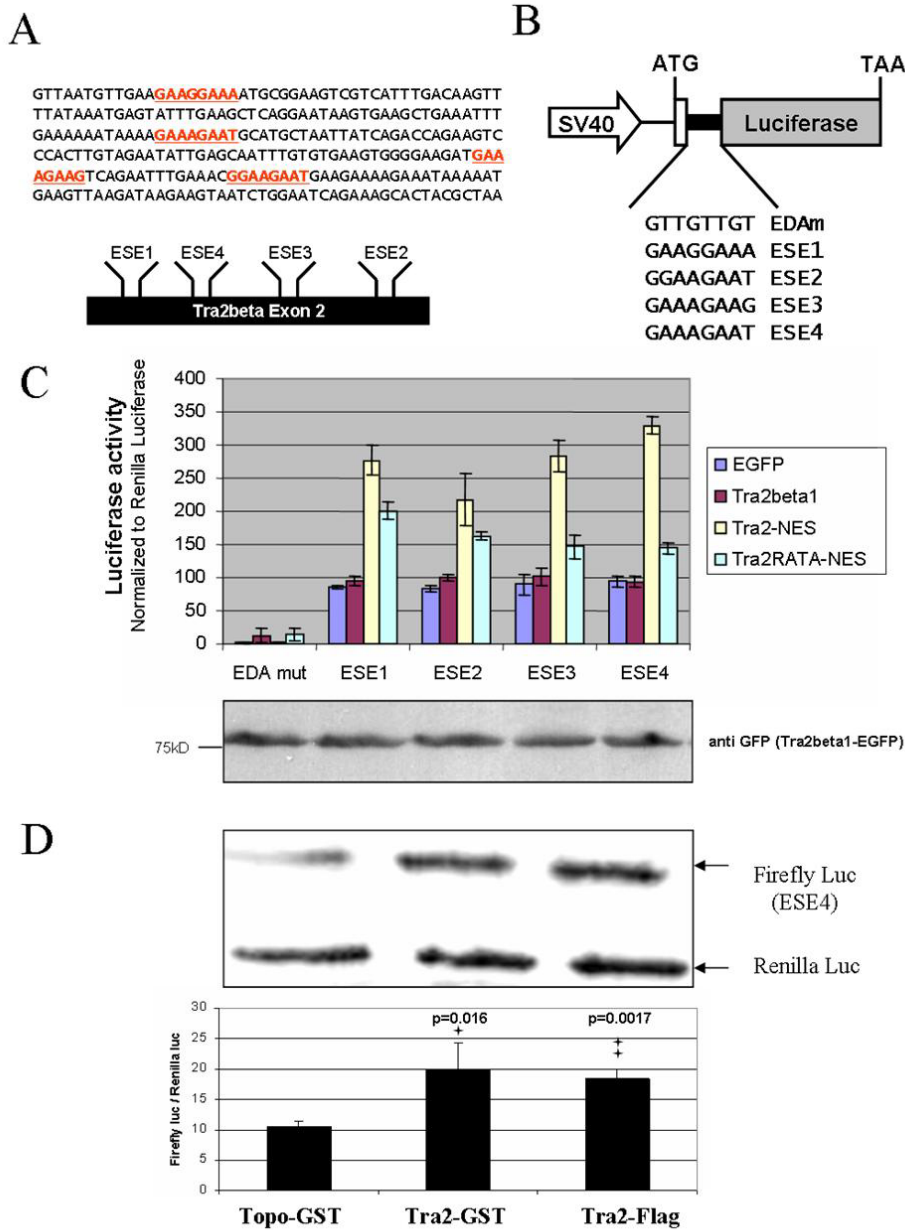 A
GTTAATGTTGAAGAAGGAAAATGCGGAAGTCGTCATTTGACAAGTT
TTATAAATGAGTATTTGAAGCTCAGGAATAAGTGAAGCTGAAATTT
GAAAAAATAAAAGAAAGAATGCATGCTAATTATCAGACCAGAAGTC
CCACTTGTAGAATATTGAGCAATTTGTGTGAAGTGGGGAAGATGAA
AGAAGTCAGAATTTGAAACGGAAGAATGAAGAAAAGAAATAAAAAT
GAAGTTAAGATAAGAAGTAATCTGGAATCAGAAAGCACTACGCTAA
ESE1 ESE4 ESE3 ESE2
Tra2beta Exon 2
B
ATG TAA
SV40 Luciferase
GTTGTTGT EDAm
GAAGGAAA ESE1
GGAAGAAT ESE2
GAAAGAAG ESE3
GAAAGAAT ESE4
C
Luciferase activity
Normalized to Renilla Luciferase
400
350
300
250
200
150
100
50
0
EDA mut ESE1 ESE2 ESE3 ESE4
EGFP
Tra2beta1
Tra2-NES
Tra2RATA-NES
75kD
anti GFP (Tra2beta1-EGFP)
D
Firefly Luc
(ESE4)
Renilla Luc
Firefly luc / Renilla luc
30
25
20
15
10
5
0
p=0.016 p=0.0017
Topo-GST Tra2-GST Tra2-Flag